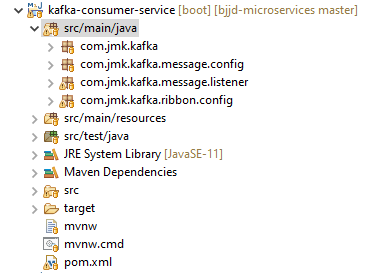 kafka-consumer-service [boot] [bjjd-microservices master]
src/main/java
com.jmk.kafka
com.jmk.kafka.message.config
com.jmk.kafka.message.listener
com.jmk.kafka.ribbon.config
src/main/resources
src/test/java
JRE System Library [JavaSE-11]
Maven Dependencies
src
target
mvnw
mvnw.cmd
pom.xml